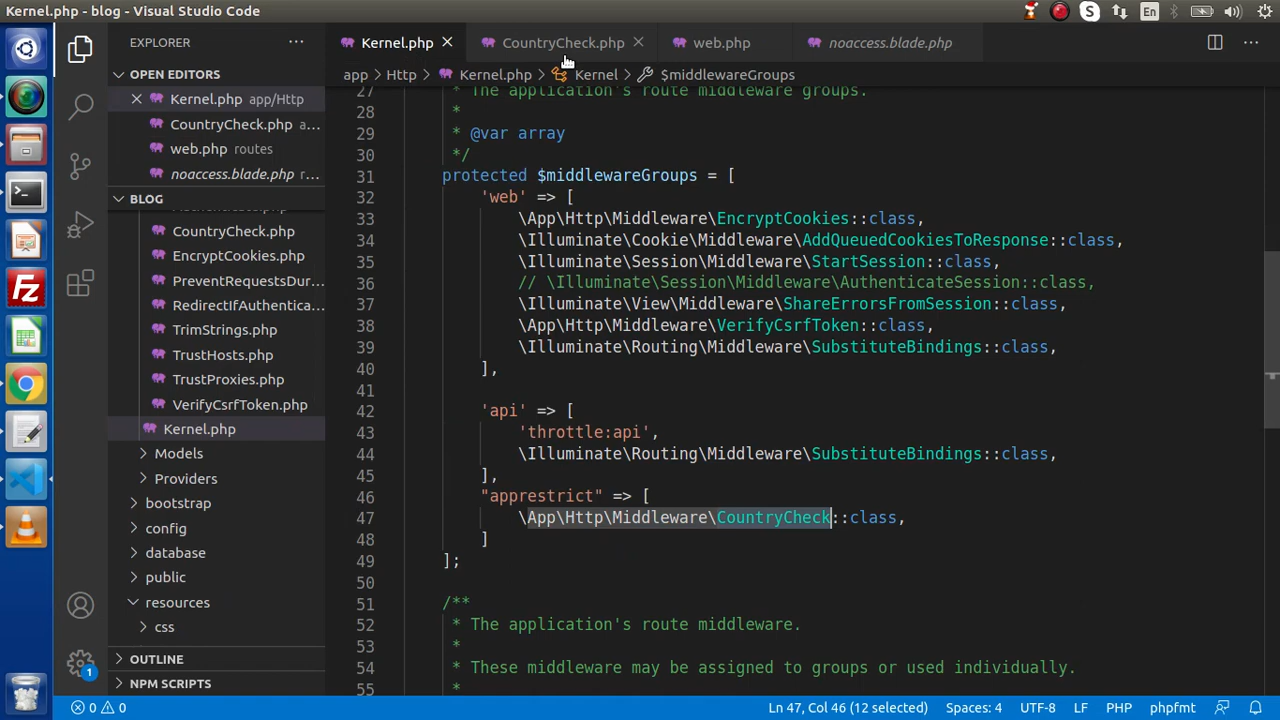 Kernel.php - blog - Visual Studio Code
S
En
EXPLORER
OPEN EDITORS
Kernel.php app/Http
CountryCheck.php a...
web.php routes
noaccess.blade.php r...
BLOG
CountryCheck.php
EncryptCookies.php
PreventRequestsDur...
RedirectIfAuthentica...
TrimStrings.php
TrustHosts.php
TrustProxies.php
VerifyCsrfToken.php
Kernel.php
Models
Providers
bootstrap
config
database
public
resources
css
OUTLINE
NPM SCRIPTS
Kernel.php
CountryCheck.php
web.php
noaccess.blade.php
app > Http > Kernel.php > Kernel > $middlewareGroups
27 * The application's route middleware groups.
28 *
29 * @var array
30 */
31 protected $middlewareGroups = [
32 'web' => [
33 \App\Http\Middleware\EncryptCookies::class,
34 \Illuminate\Cookie\Middleware\AddQueuedCookiesToResponse::class,
35 \Illuminate\Session\Middleware\StartSession::class,
36 // \Illuminate\Session\Middleware\AuthenticateSession::class,
37 \Illuminate\View\Middleware\ShareErrorsFromSession::class,
38 \App\Http\Middleware\VerifyCsrfToken::class,
39 \Illuminate\Routing\Middleware\SubstituteBindings::class,
40 ],
41
42 'api' => [
43 'throttle:api',
44 \Illuminate\Routing\Middleware\SubstituteBindings::class,
45 ],
46 "apprestrict" => [
47 \App\Http\Middleware\CountryCheck::class,
48 ]
49 ];
50
51 /**
52 * The application's route middleware.
53 *
54 * These middleware may be assigned to groups or used individually.
55 *
1
0 0 Ln 47, Col 46 (12 selected) Spaces: 4 UTF-8 LF PHP phpfmt